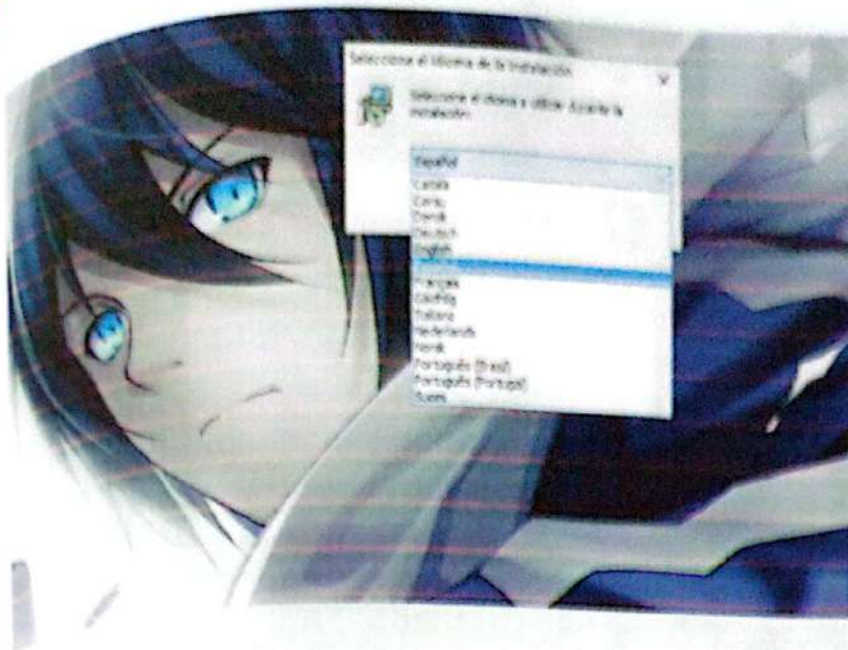 Seleccione el Idioma de la Instalación
Seleccione el idioma a utilizar durante la
instalación:
Español
Català
Dansk
Deutsch
English
Français
Italiano
Nederlands
Norsk
Português (Brasil)
Português (Portugal)
Suomi